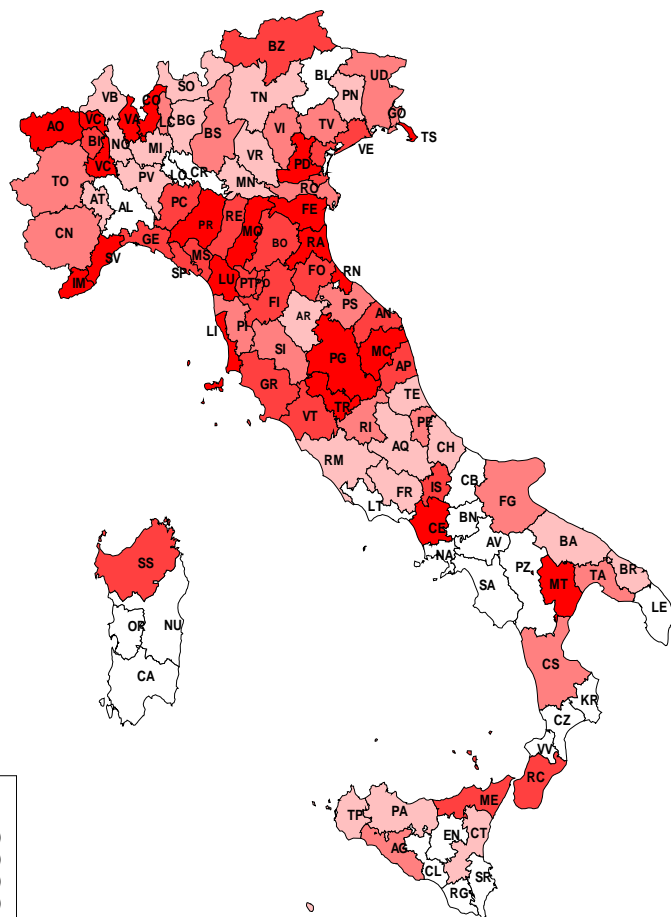 BZ
BL
UD
SO
VB
TN
PN
CO
GO
AO
VC
VA
LC
BG
BS
VI
TV
TS
BI
NO
MI
VR
PD
VE
VC
TO
PV
LO
CR
MN
RO
AT
AL
PC
PR
RE
MO
FE
CN
GE
BO
RA
SV
MS
IM
SP
LU
PT
PO
FO
RN
FI
PS
LI
PI
AR
AN
SI
PG
MC
GR
AP
TR
TE
VT
RI
PE
AQ
CH
RM
IS
CB
FR
LT
FG
CE
BN
BA
NA
AV
SS
PZ
MT
TA
BR
SA
LE
OR
NU
CA
CS
KR
CZ
VV
RC
ME
TP
PA
EN
CT
AG
CL
SR
RG